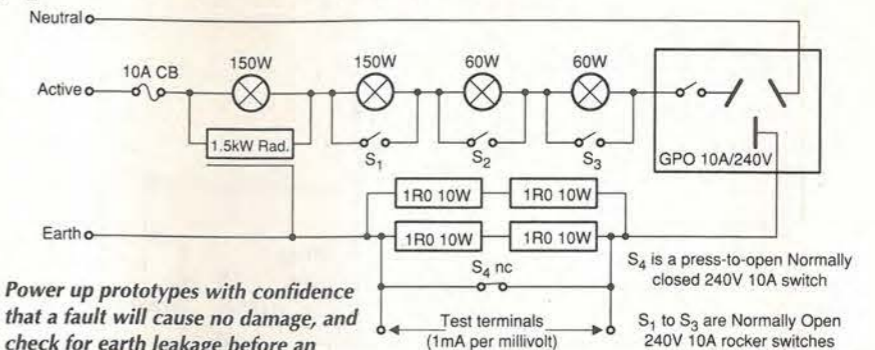 Neutral
10A CB
150W
150W
60W
60W
Active
1.5kW Rad.
S1
S2
S3
GPO 10A/240V
1R0 10W
1R0 10W
Earth
1R0 10W
1R0 10W
S4 nc
S4 is a press-to-open Normally
closed 240V 10A switch
Power up prototypes with confidence
that a fault will cause no damage, and
check for earth leakage before an
Test terminals
(1mA per millivolt)
S1 to S3 are Normally Open
240V 10A rocker switches